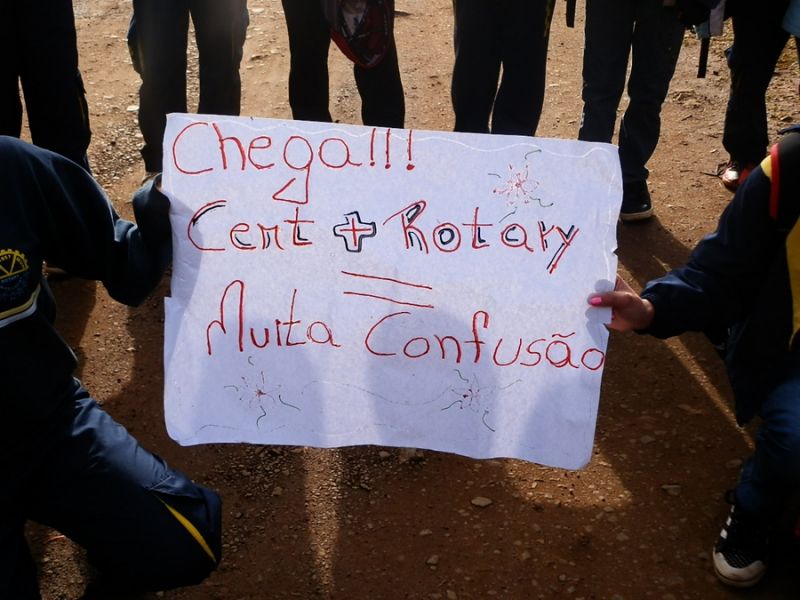 Chega!!!
Cent + Rotary
=
Muita Confusão